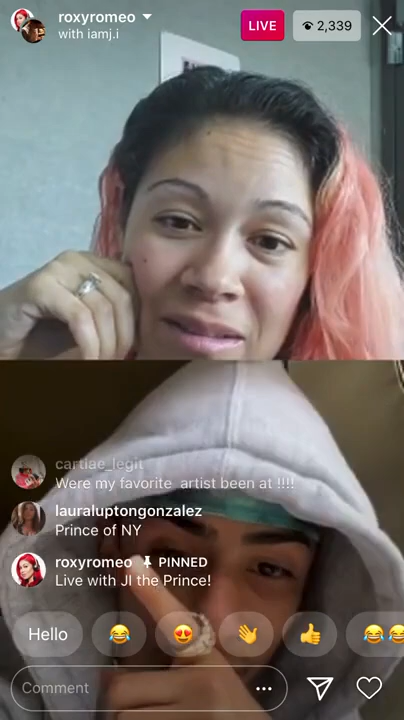 roxyromeo
with iamj.i
LIVE
2,339
cartiae_legit
Were my favorite artist been at !!!!
lauraluptongonzalez
Prince of NY
roxyromeo PINNED
Live with JI the Prince!
Hello
Comment